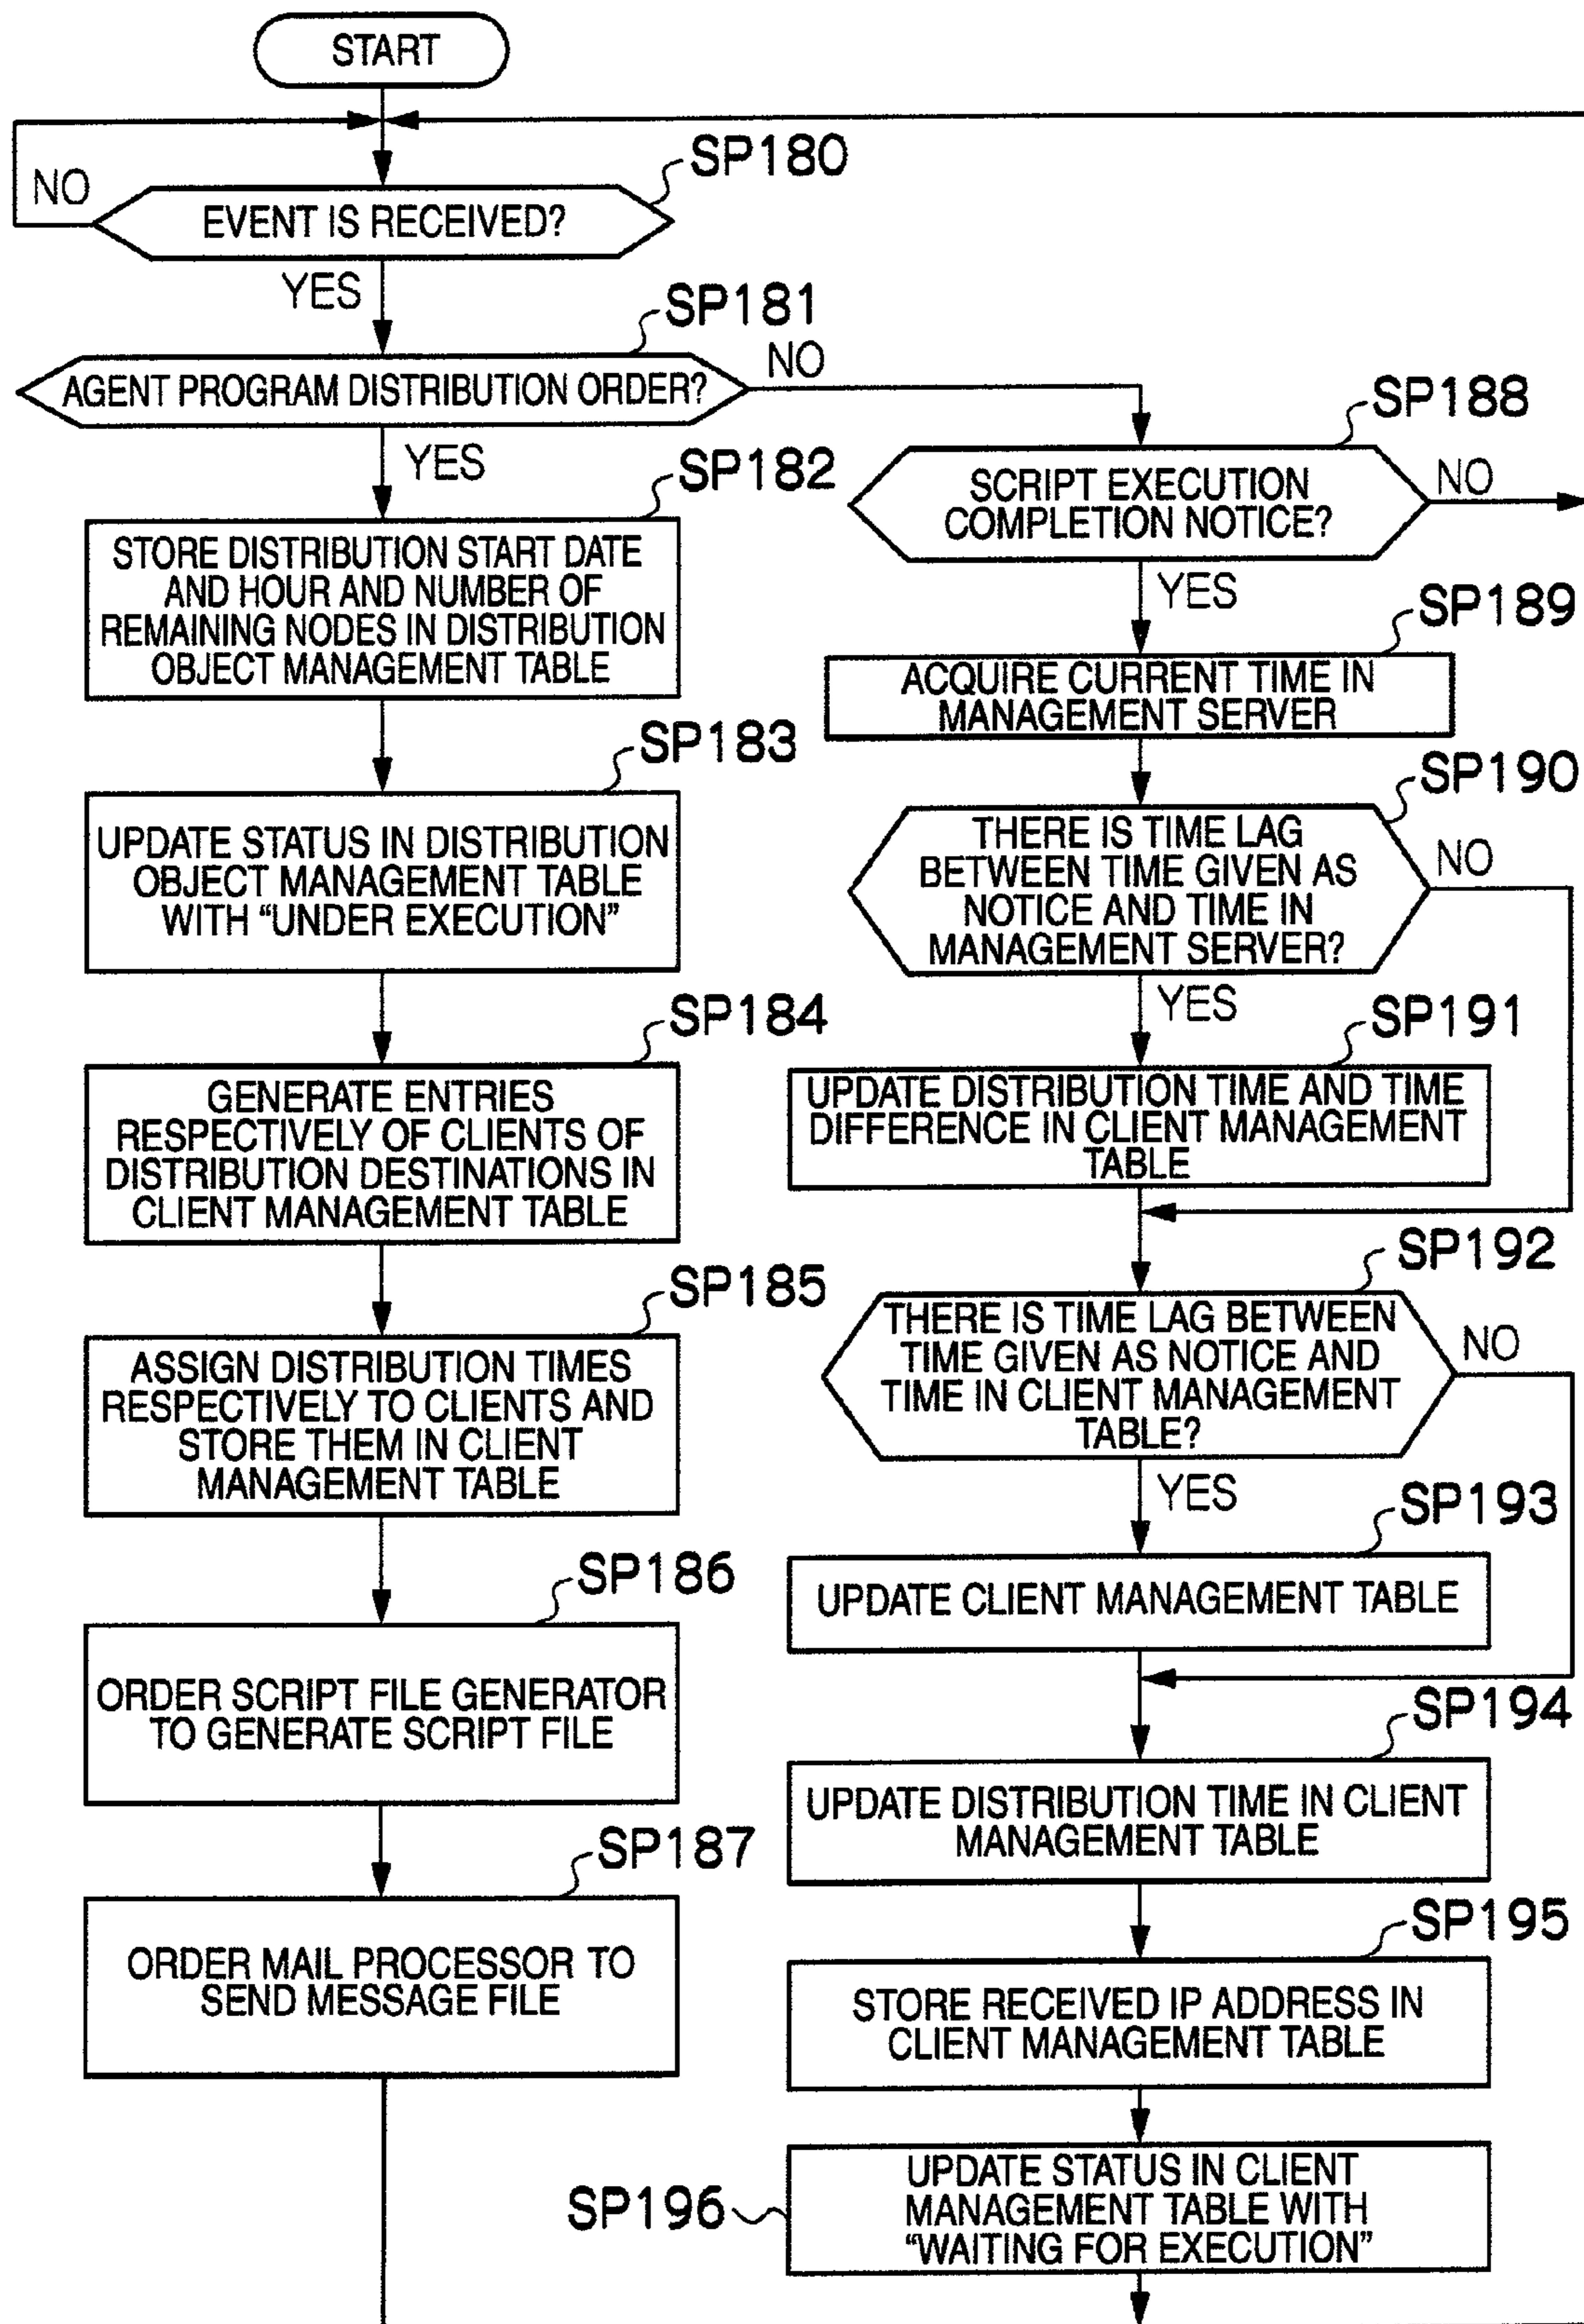 START
SP180
NO
EVENT IS RECEIVED?
YES
SP181
NO
AGENT PROGRAM DISTRIBUTION ORDER?
YES
SP182
STORE DISTRIBUTION START DATE
AND HOUR AND NUMBER OF
REMAINING NODES IN DISTRIBUTION
OBJECT MANAGEMENT TABLE
SP183
UPDATE STATUS IN DISTRIBUTION
OBJECT MANAGEMENT TABLE
WITH “UNDER EXECUTION”
SP184
GENERATE ENTRIES
RESPECTIVELY OF CLIENTS OF
DISTRIBUTION DESTINATIONS IN
CLIENT MANAGEMENT TABLE
SP185
ASSIGN DISTRIBUTION TIMES
RESPECTIVELY TO CLIENTS AND
STORE THEM IN CLIENT
MANAGEMENT TABLE
SP186
ORDER SCRIPT FILE GENERATOR
TO GENERATE SCRIPT FILE
SP187
ORDER MAIL PROCESSOR TO
SEND MESSAGE FILE
SP188
SCRIPT EXECUTION
COMPLETION NOTICE?
NO
YES
SP189
ACQUIRE CURRENT TIME IN
MANAGEMENT SERVER
SP190
THERE IS TIME LAG
BETWEEN TIME GIVEN AS
NOTICE AND TIME IN
MANAGEMENT SERVER?
NO
YES
SP191
UPDATE DISTRIBUTION TIME AND TIME
DIFFERENCE IN CLIENT MANAGEMENT
TABLE
SP192
THERE IS TIME LAG BETWEEN
TIME GIVEN AS NOTICE AND
TIME IN CLIENT MANAGEMENT
TABLE?
NO
YES
SP193
UPDATE CLIENT MANAGEMENT TABLE
SP194
UPDATE DISTRIBUTION TIME IN CLIENT
MANAGEMENT TABLE
SP195
STORE RECEIVED IP ADDRESS IN
CLIENT MANAGEMENT TABLE
SP196
UPDATE STATUS IN CLIENT
MANAGEMENT TABLE WITH
“WAITING FOR EXECUTION”